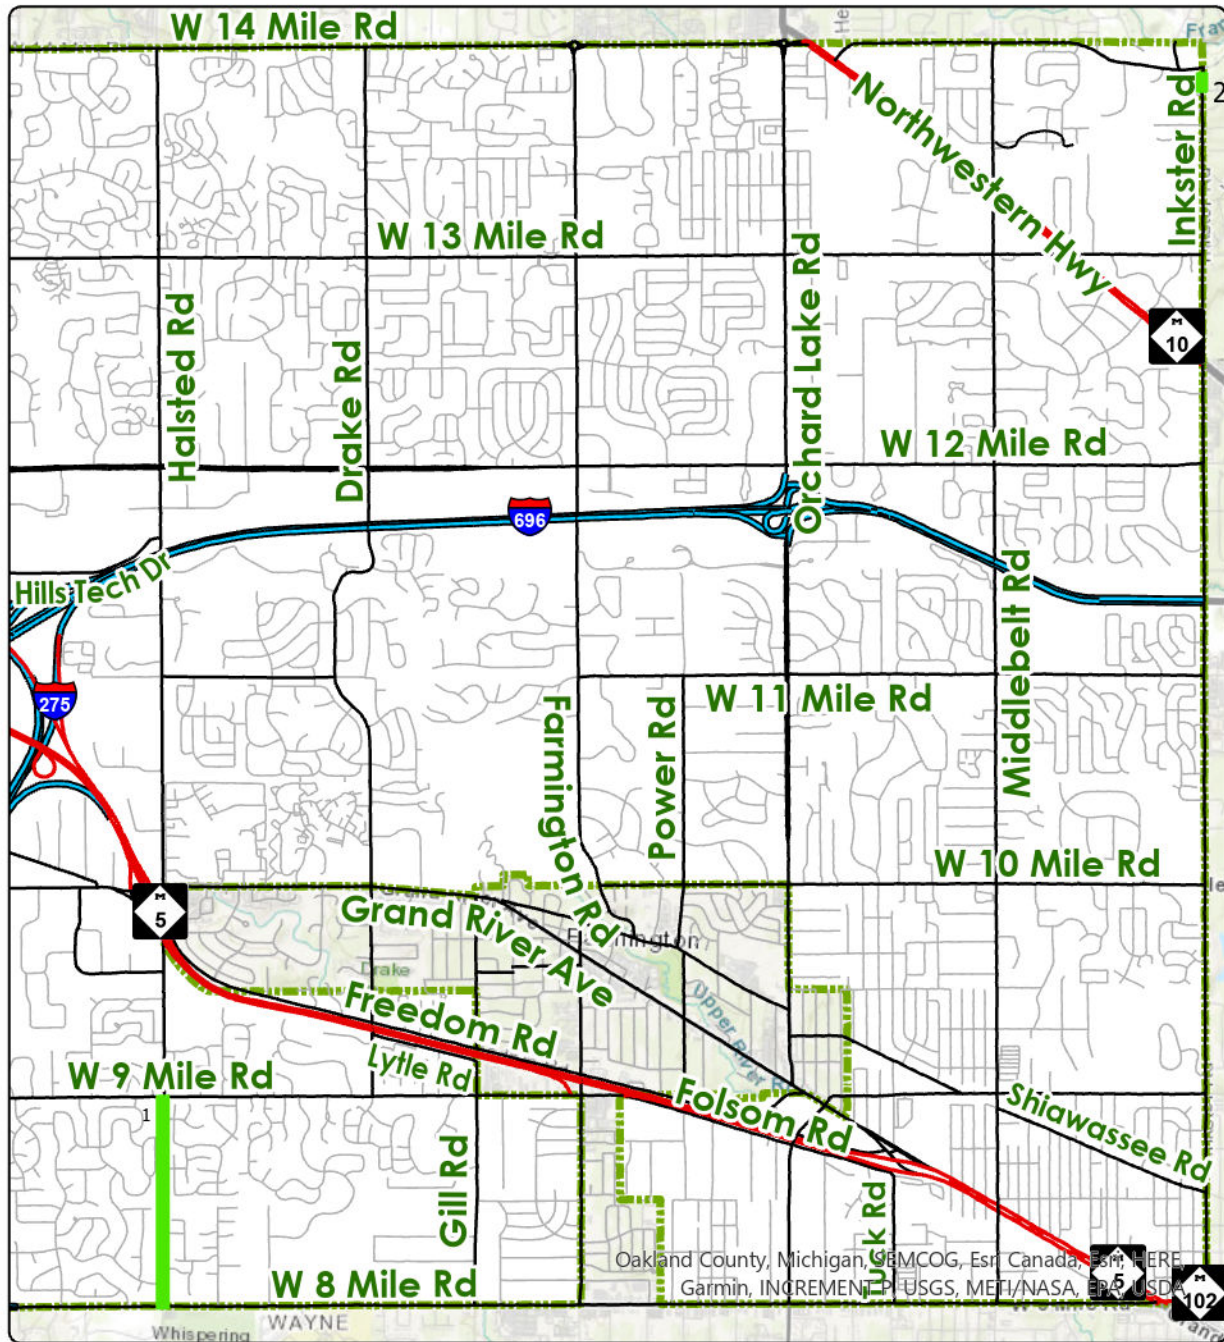 W 14 Mile Rd
Northwestern Hwy
Inkster Rd
2
W 13 Mile Rd
Orchard Lake Rd
Halsted Rd
Drake Rd
M
10
W 12 Mile Rd
696
Hills Tech Dr
275
Farmington Rd
Power Rd
W 11 Mile Rd
Middlebelt Rd
W 10 Mile Rd
M
5
Grand River Ave
Farmington
Drake
Freedom Rd
Upper River
Lytle Rd
W 9 Mile Rd
1
Folsom Rd
Shiawassee Rd
Gill Rd
Tuck Rd
W 8 Mile Rd
M
5
M
102
Oakland County, Michigan, SEMCOG, Esri Canada, Esri, HERE,
Garmin, INCREMENT P, USGS, METI/NASA, EPA, USDA
Whispering
WAYNE